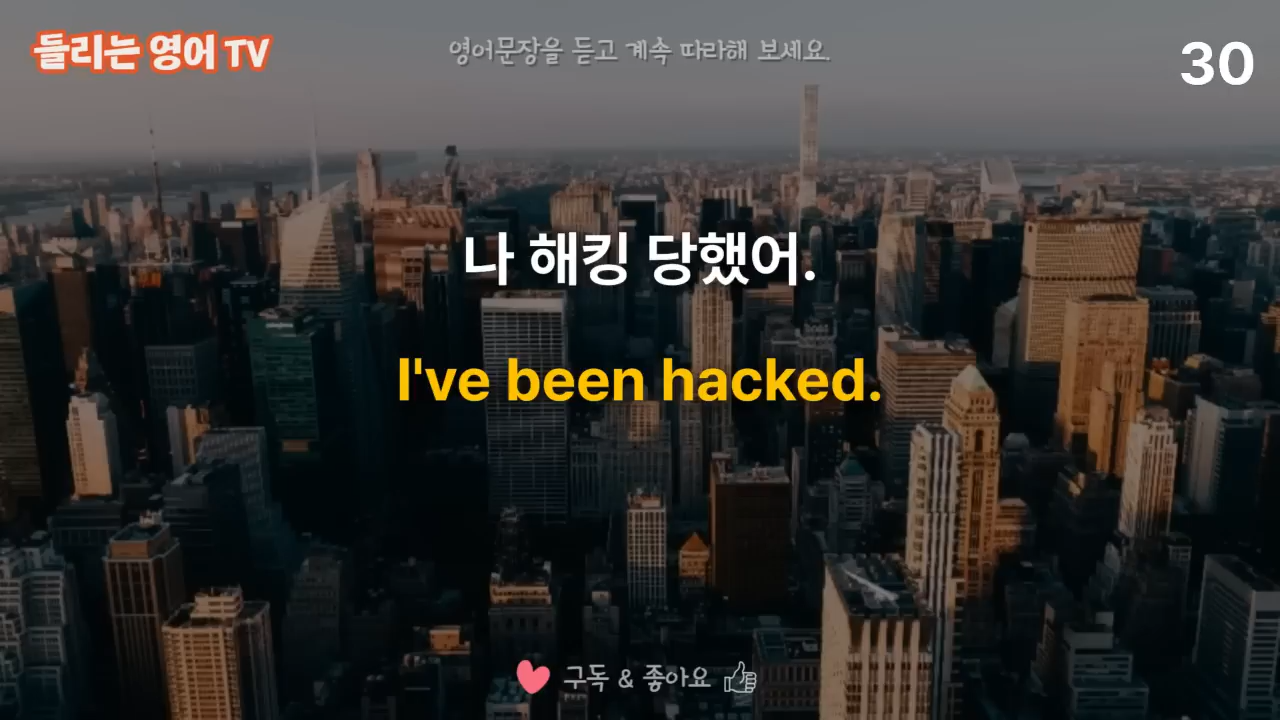 들리는 영어 TV
영어문장을 듣고 계속 따라해 보세요.
30
나 해킹 당했어.
I've been hacked.
구독 & 좋아요